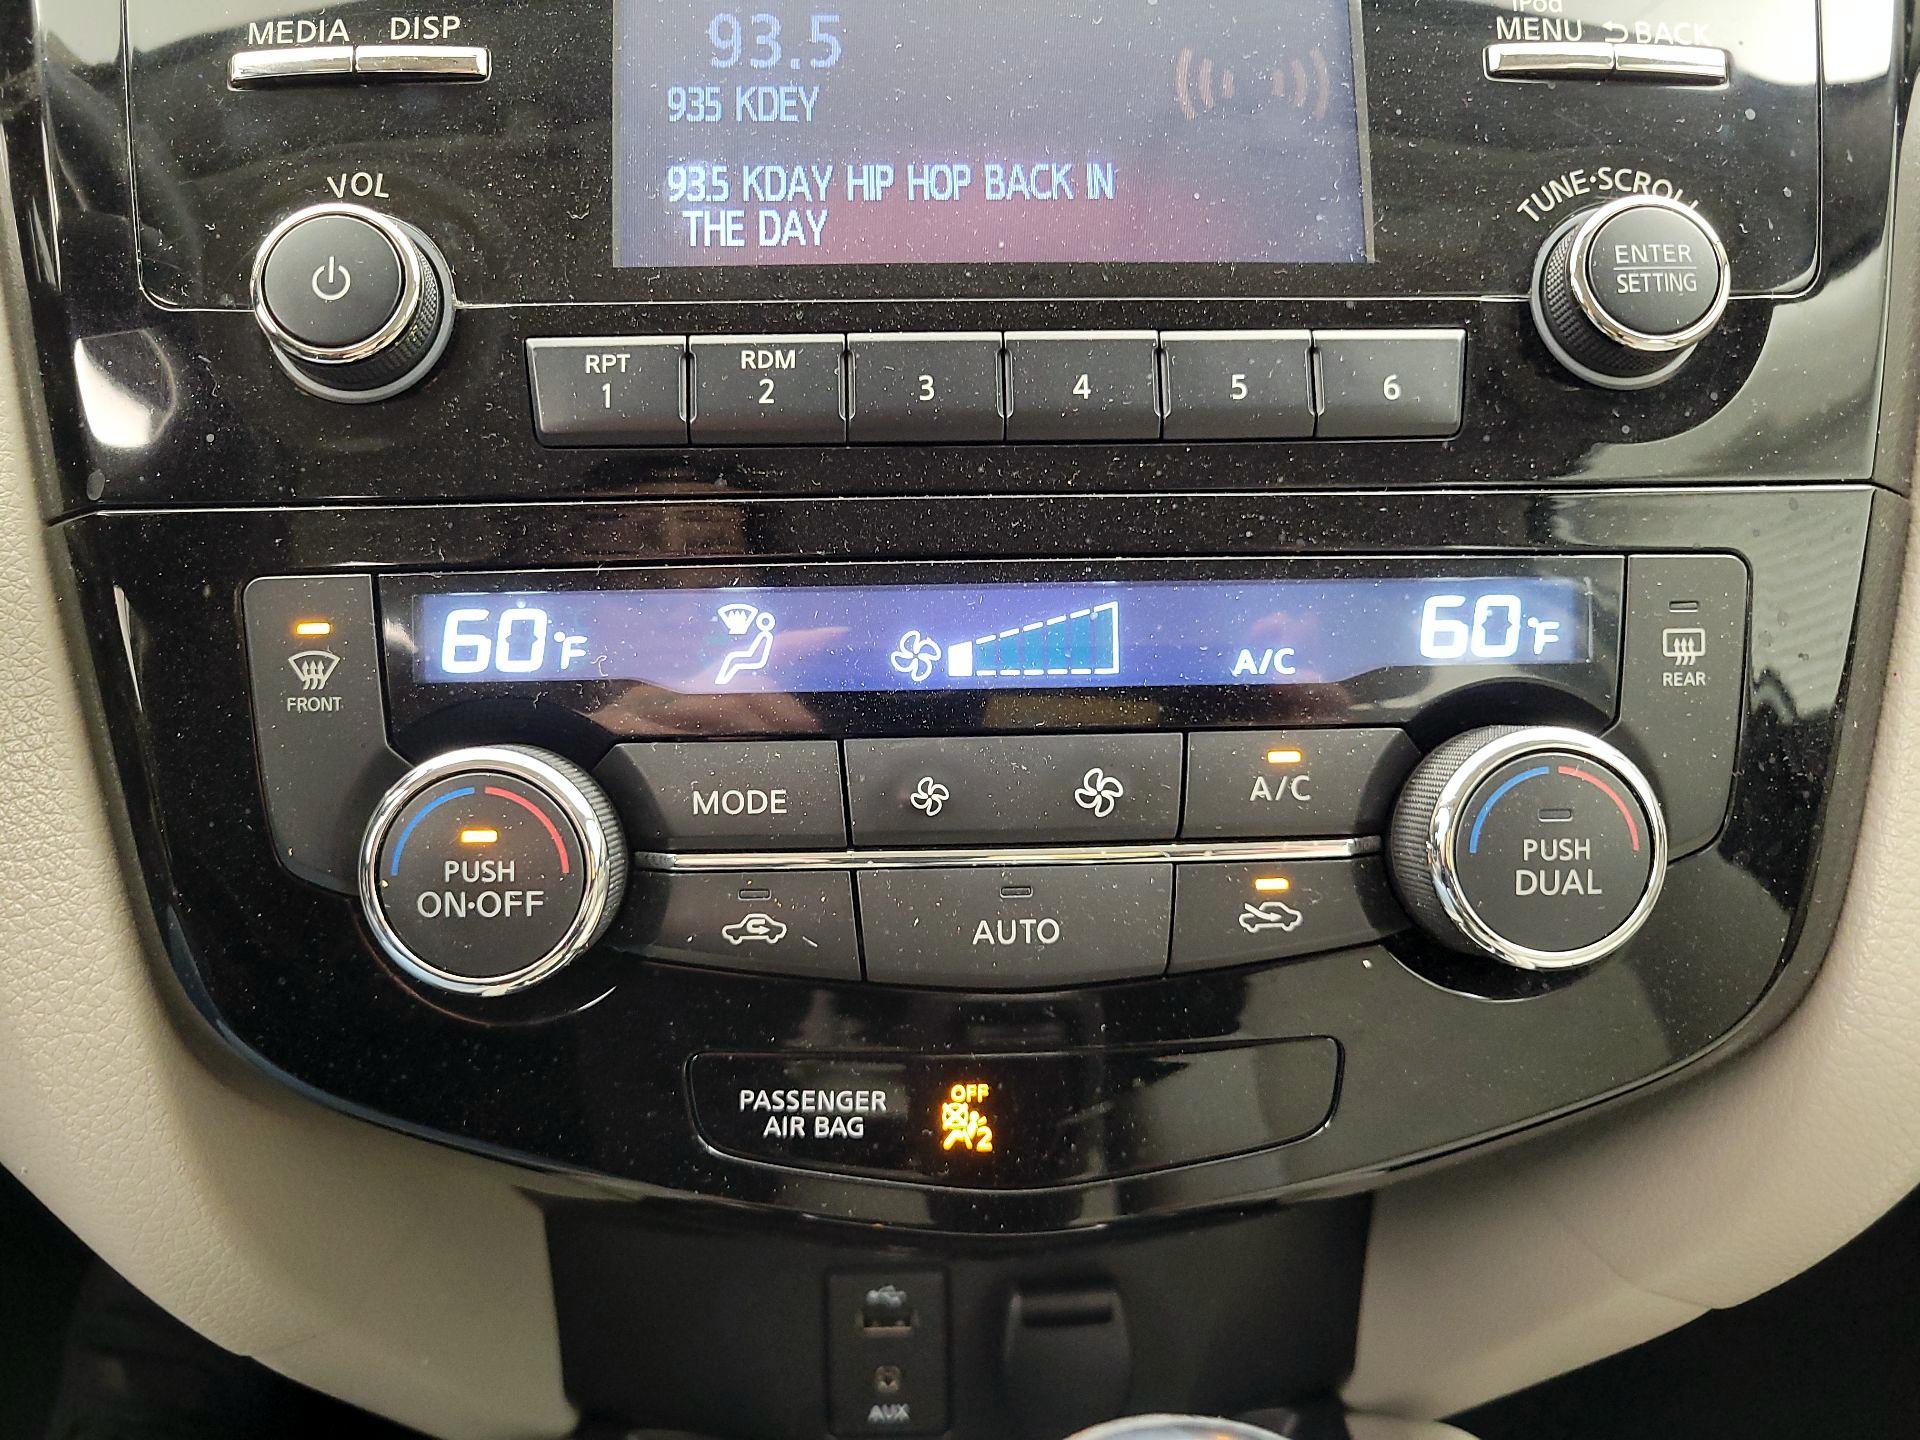 MEDIA DISP
93.5
935 KDEY
93.5 KDAY HIP HOP BACK IN
THE DAY
iPod
MENU BACK
VOL
TUNE·SCROLL
ENTER
SETTING
RPT
1
RDM
2
3
4
5
6
60°F
A/C
60°F
FRONT
REAR
MODE
A/C
PUSH
ON·OFF
AUTO
PUSH
DUAL
PASSENGER
AIR BAG
OFF
2
AUX